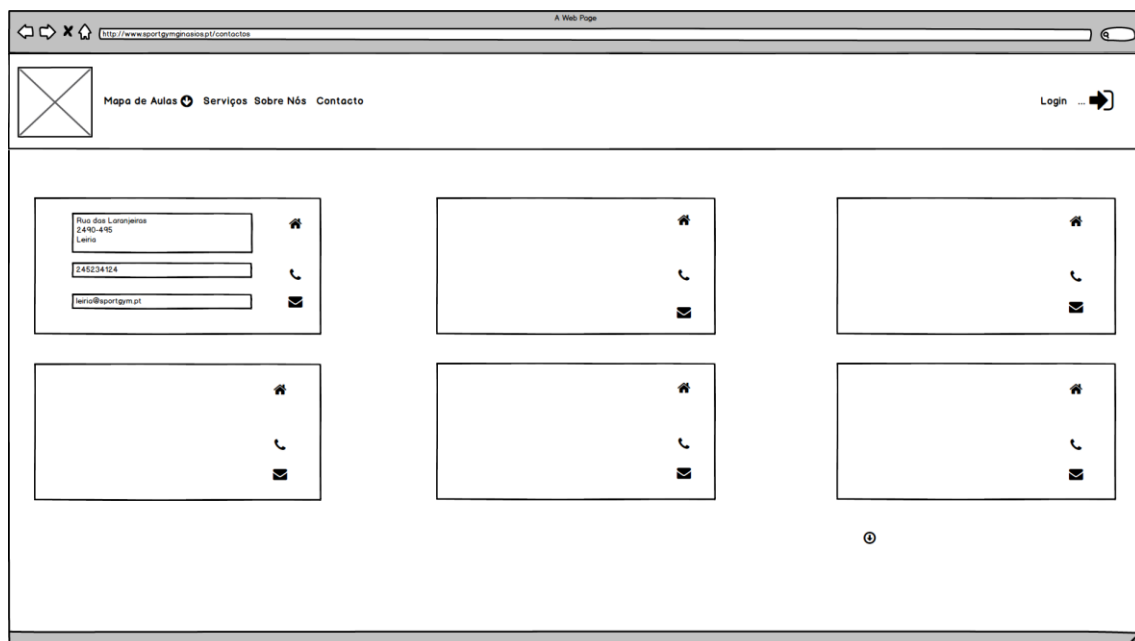 A Web Page
http://www.sportgymginasios.pt/contactos
Mapa de Aulas Serviços Sobre Nós Contacto
Login ...
Rua das Laranjeiras
2490-495
Leiria
245234124
leiria@sportgym.pt